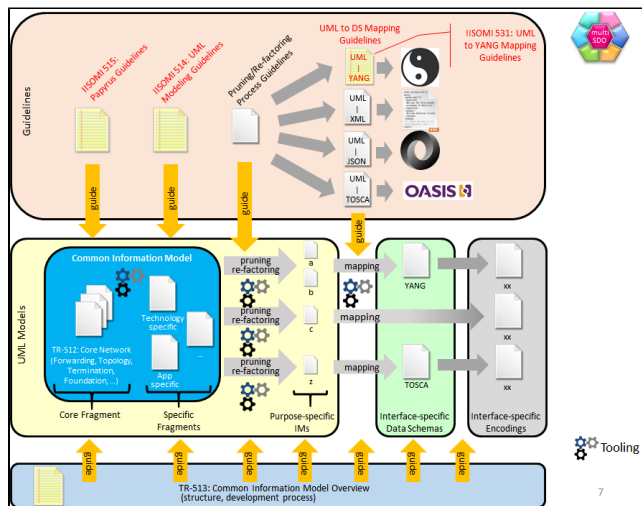 multi
SDO
UML to DS Mapping
Guidelines
IISOMI 531: UML
to YANG Mapping
Guidelines
IISOMI 515:
Papyrus Guidelines
IISOMI 514: UML
Modeling Guidelines
Pruning/Re-factoring
Process Guidelines
UML
|
YANG
UML
|
XML
UML
|
JSON
UML
|
TOSCA
OASIS
Guidelines
guide
guide
guide
guide
UML Models
Common Information Model
TR-512: Core Network
(Forwarding, Topology,
Termination,
Foundation, ...)
Technology
specific
...
App
specific
Core Fragment
Specific
Fragments
pruning
re-factoring
pruning
re-factoring
pruning
re-factoring
a
b
c
z
Purpose-specific
IMs
mapping
mapping
mapping
YANG
TOSCA
Interface-specific
Data Schemas
xx
xx
xx
Interface-specific
Encodings
Tooling
guide
guide
guide
guide
guide
guide
guide
TR-513: Common Information Model Overview
(structure, development process)
7